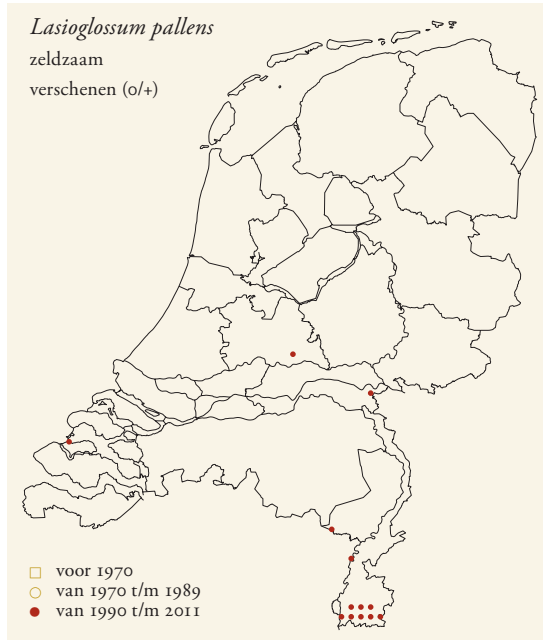 Lasioglossum pallens
zeldzaam
verschenen (0/+)
voor 1970
van 1970 t/m 1989
van 1990 t/m 2011